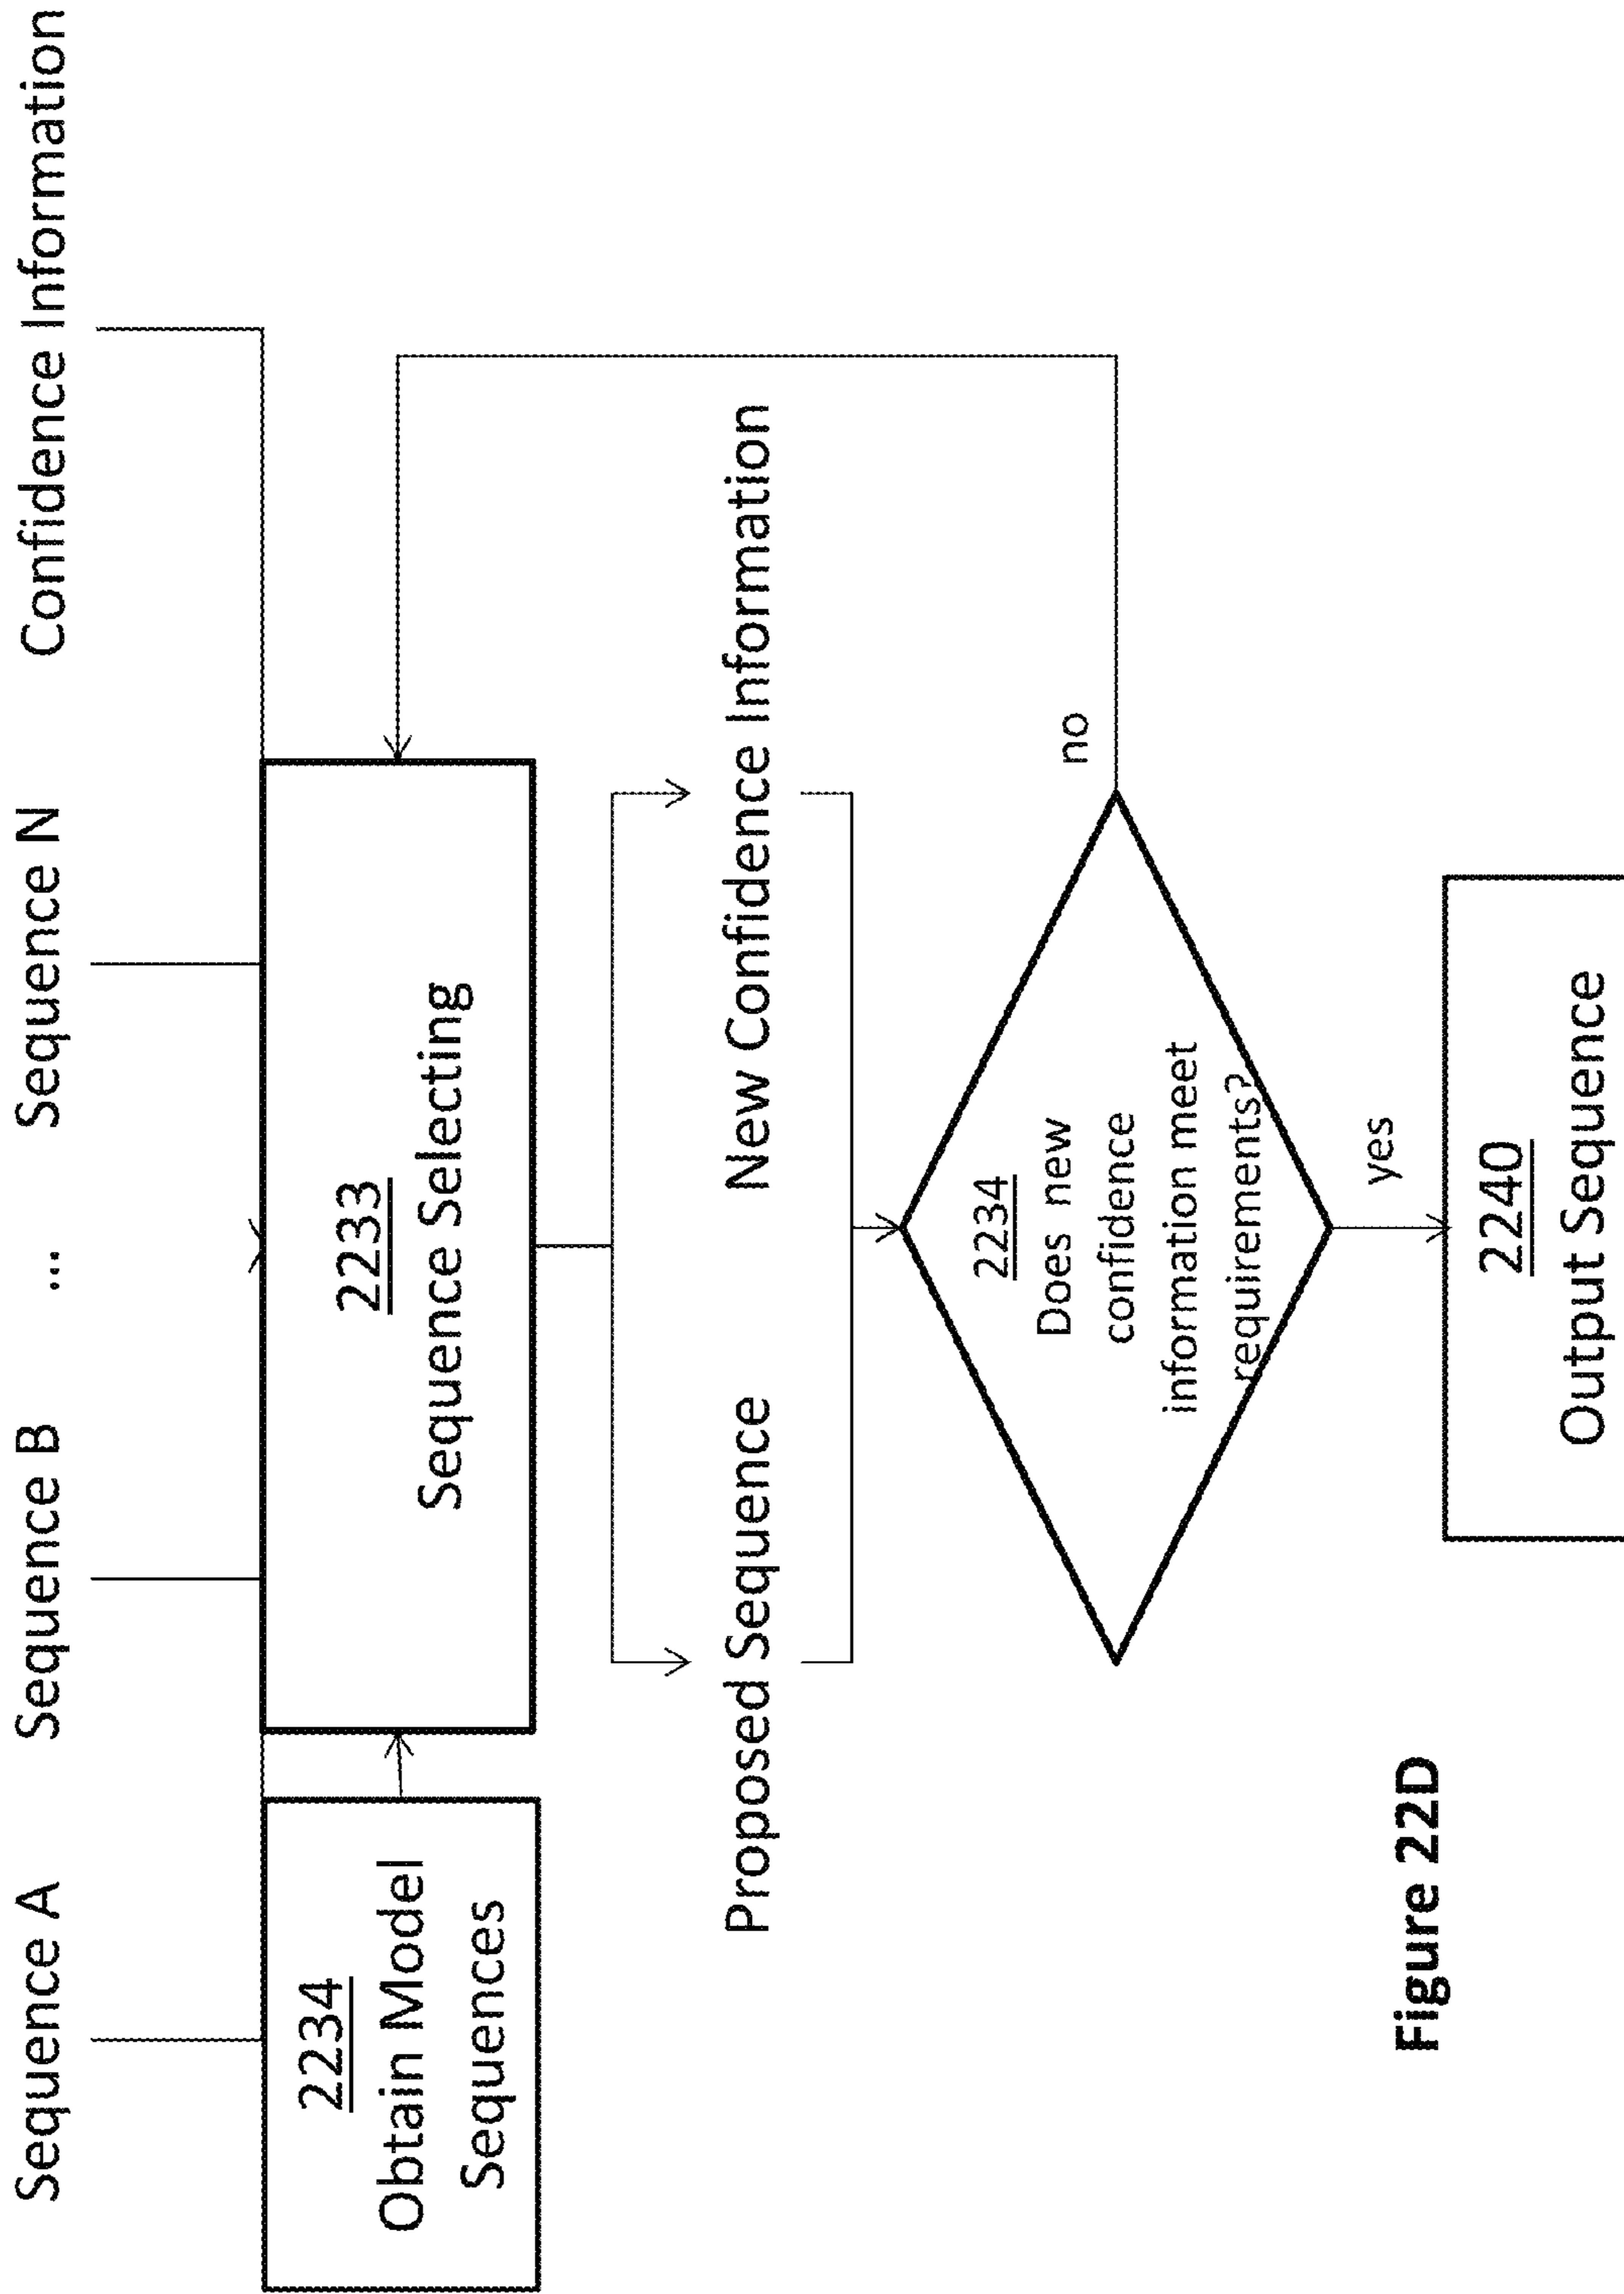 Sequence A Sequence B ... Sequence N Confidence Information
2234
Obtain Model
Sequences
2233
Sequence Selecting
Proposed Sequence New Confidence Information
2234
Does new
confidence
information meet
requirements?
no
yes
2240
Output Sequence
Figure 22D